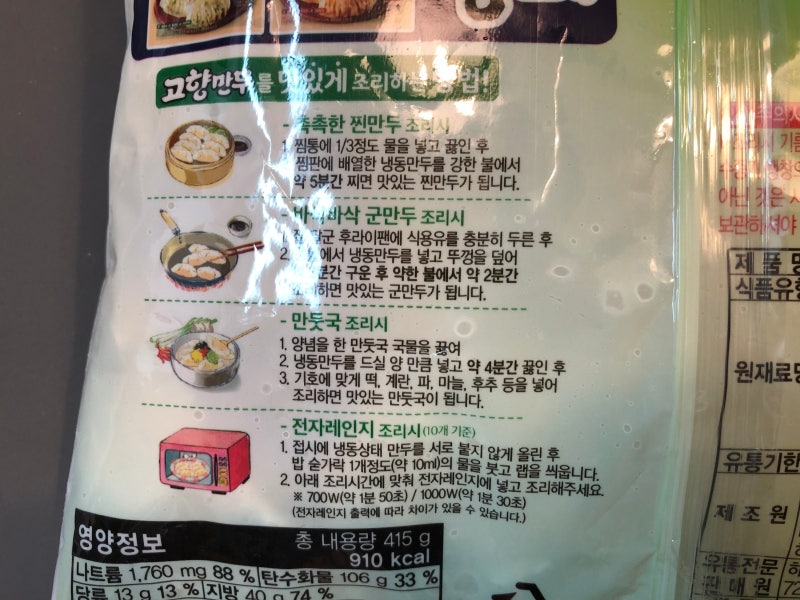 고향만두를 맛있게 조리하는 방법!
- 촉촉한 찐만두 조리시
1. 찜통에 1/3정도 물을 넣고 끓인 후
찜판에 배열한 냉동만두를 강한 불에서
약 5분간 찌면 맛있는 찐만두가 됩니다.
- 바삭바삭 군만두 조리시
후라이팬에 식용유를 충분히 두른 후
2. 냉동만두를 넣고 뚜껑을 덮어
구운 후 약한 불에서 약 2분간
맛있는 군만두가 됩니다.
- 만둣국 조리시
1. 양념을 한 만둣국 국물을 끓여
2. 냉동만두를 드실 양 만큼 넣고 약 4분간 끓인 후
3. 기호에 맞게 떡, 계란, 파, 마늘, 후추 등을 넣어
조리하면 맛있는 만둣국이 됩니다.
- 전자레인지 조리시(10개 기준)
1. 접시에 냉동상태 만두를 서로 붙지 않게 올린 후
밥 숟가락 1개정도(약 10ml)의 물을 붓고 랩을 씌웁니다.
2. 아래 조리시간에 맞춰 전자레인지에 넣고 조리해주세요.
※ 700W(약 1분 50초) / 1000W(약 1분 30초)
(전자레인지 출력에 따라 차이가 있을 수 있습니다.)
영양정보
총 내용량 415 g
910 kcal
나트륨 1,760 mg 88 % 탄수화물 106 g 33 %
당류 13 g 13 % 지방 40 g 74 %
아닌 것은
보관하셔야
제 품 명
식품유형
원재료명
유통기한
제 조 원
유통전문
판 매 원